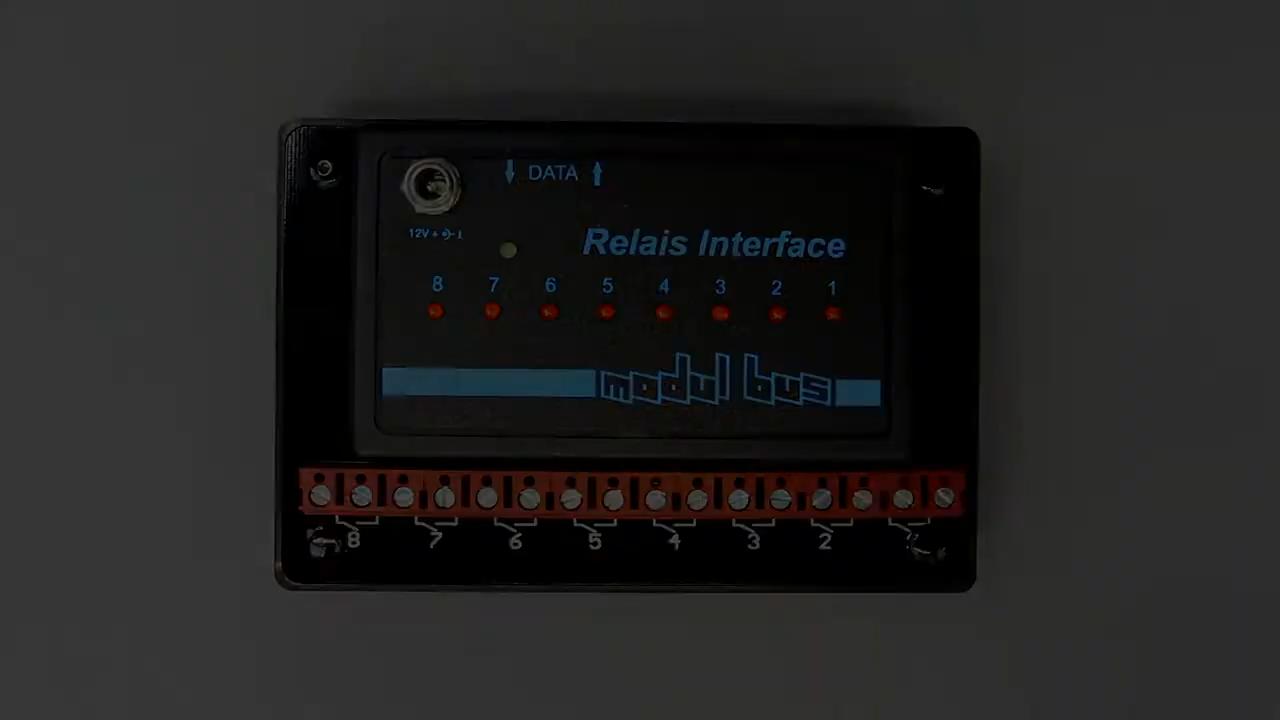 ↓ DATA ↑
12V
Relais Interface
8 7 6 5 4 3 2 1
modul bus
8 7 6 5 4 3 2